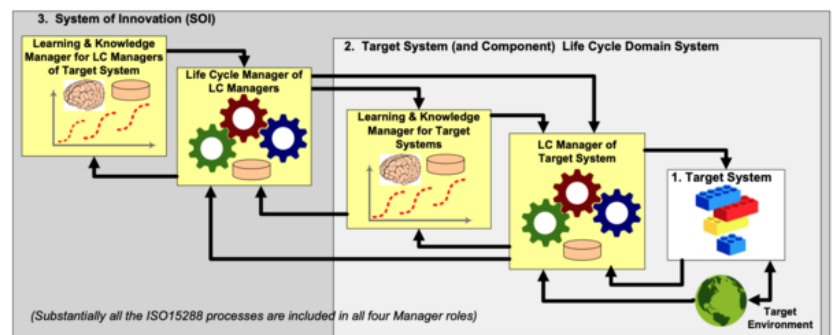 3. System of Innovation (SOI)
Learning & Knowledge
Manager for LC Managers
of Target System
2. Target System (and Component) Life Cycle Domain System
Life Cycle Manager of
LC Managers
Learning & Knowledge
Manager for Target
Systems
LC Manager of
Target System
1. Target System
Target
Environment
(Substantially all the ISO15288 processes are included in all four Manager roles)